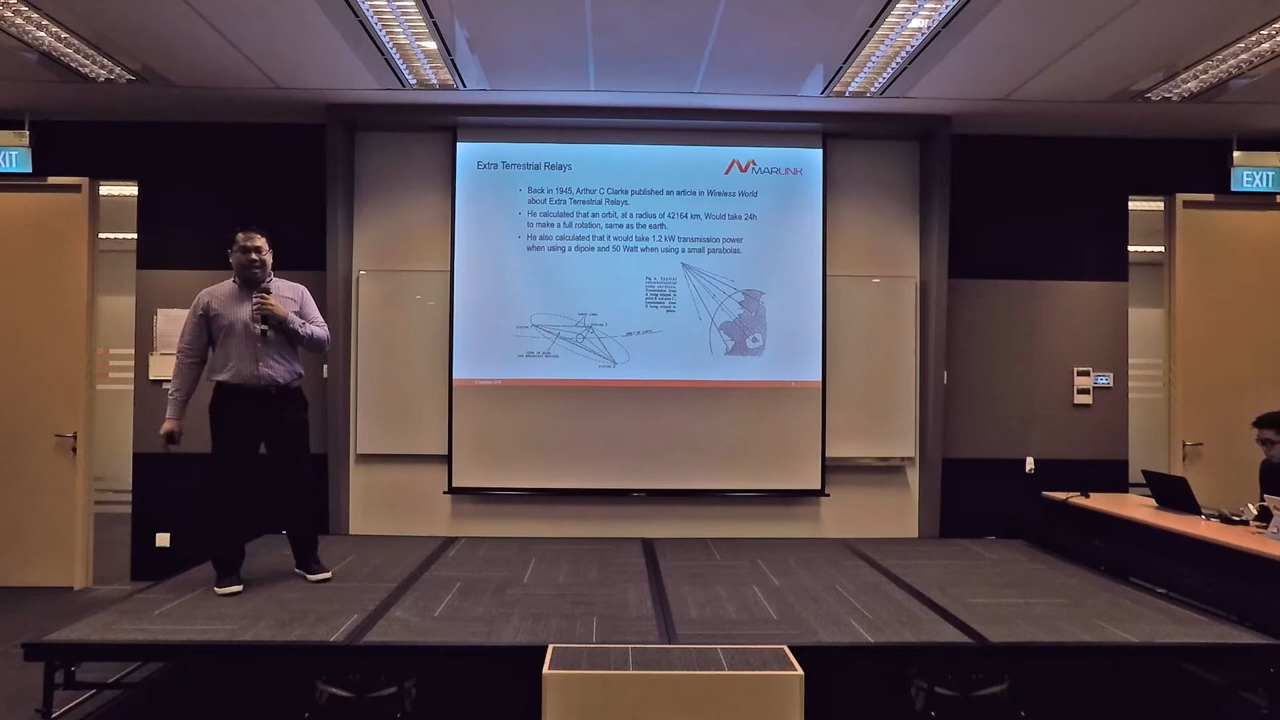 XIT
EXIT
Extra Terrestrial Relays
MARLINK
• Back in 1945, Arthur C Clarke published an article in Wireless World
about Extra Terrestrial Relays.
• He calculated that an orbit, at a radius of 42164 km, Would take 24h
to make a full rotation, same as the earth.
• He also calculated that it would take 1.2 kW transmission power
when using a dipole and 50 Watt when using a small parabolas.